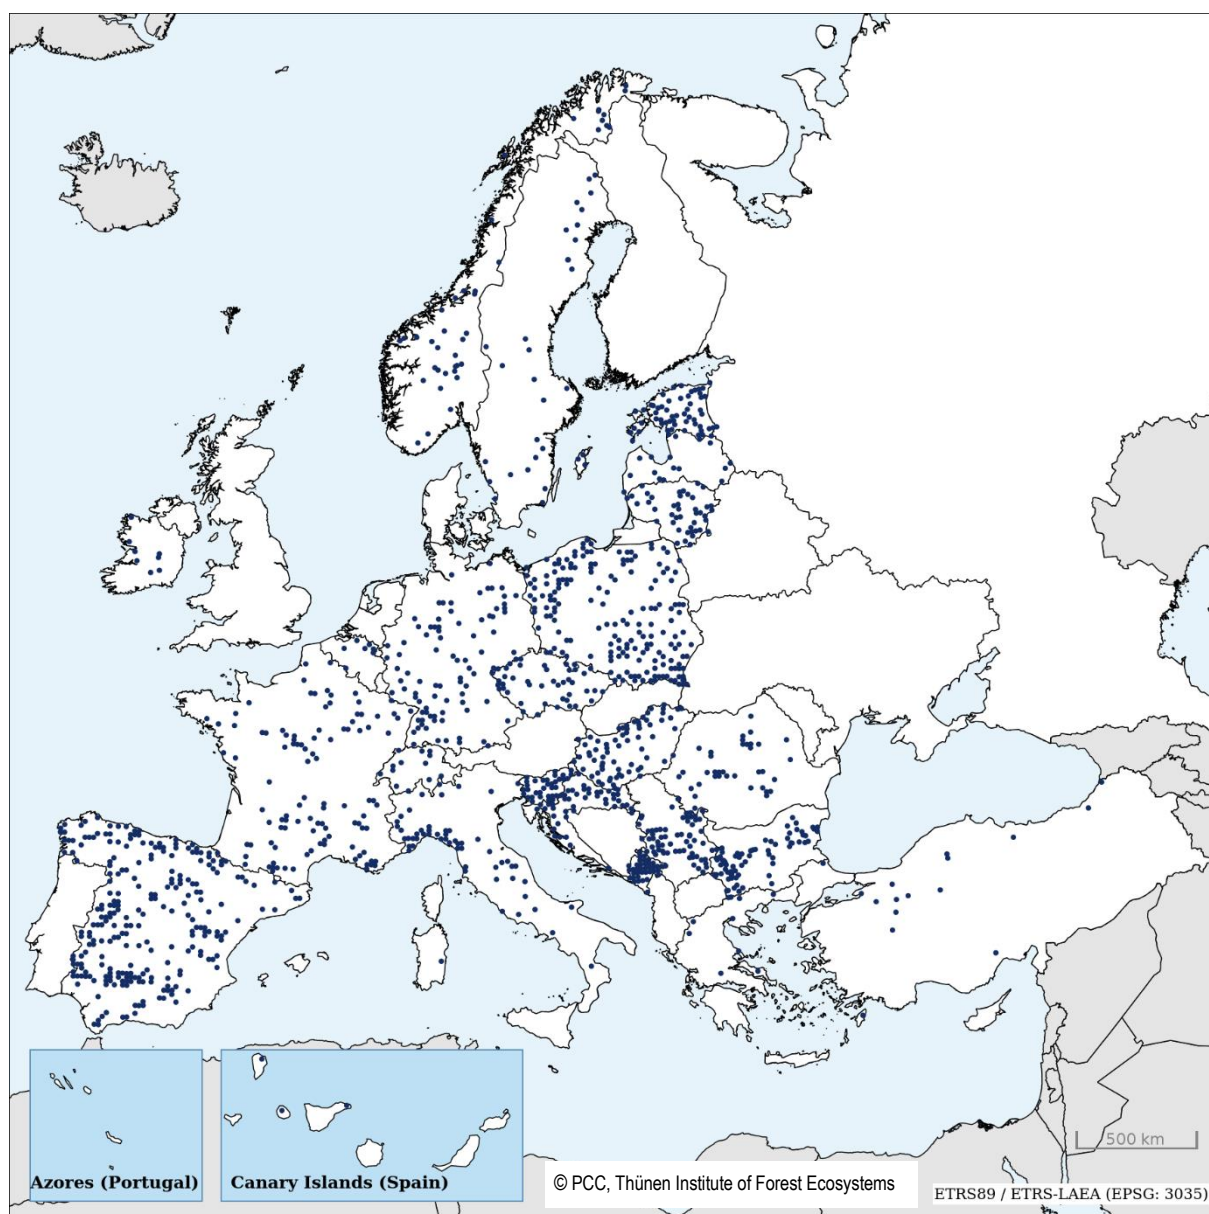 500 km
Azores (Portugal)
Canary Islands (Spain)
© PCC, Thünen Institute of Forest Ecosystems
ETRS89 / ETRS-LAEA (EPSG: 3035)